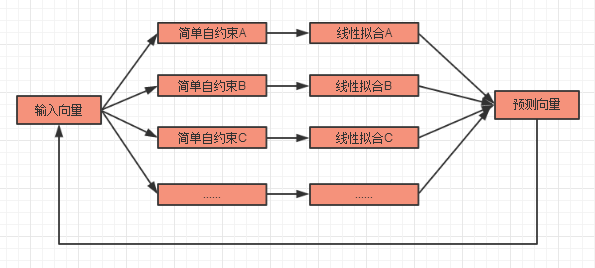 简单自约束A
线性拟合A
简单自约束B
线性拟合B
输入向量
预测向量
简单自约束C
线性拟合C
......
......